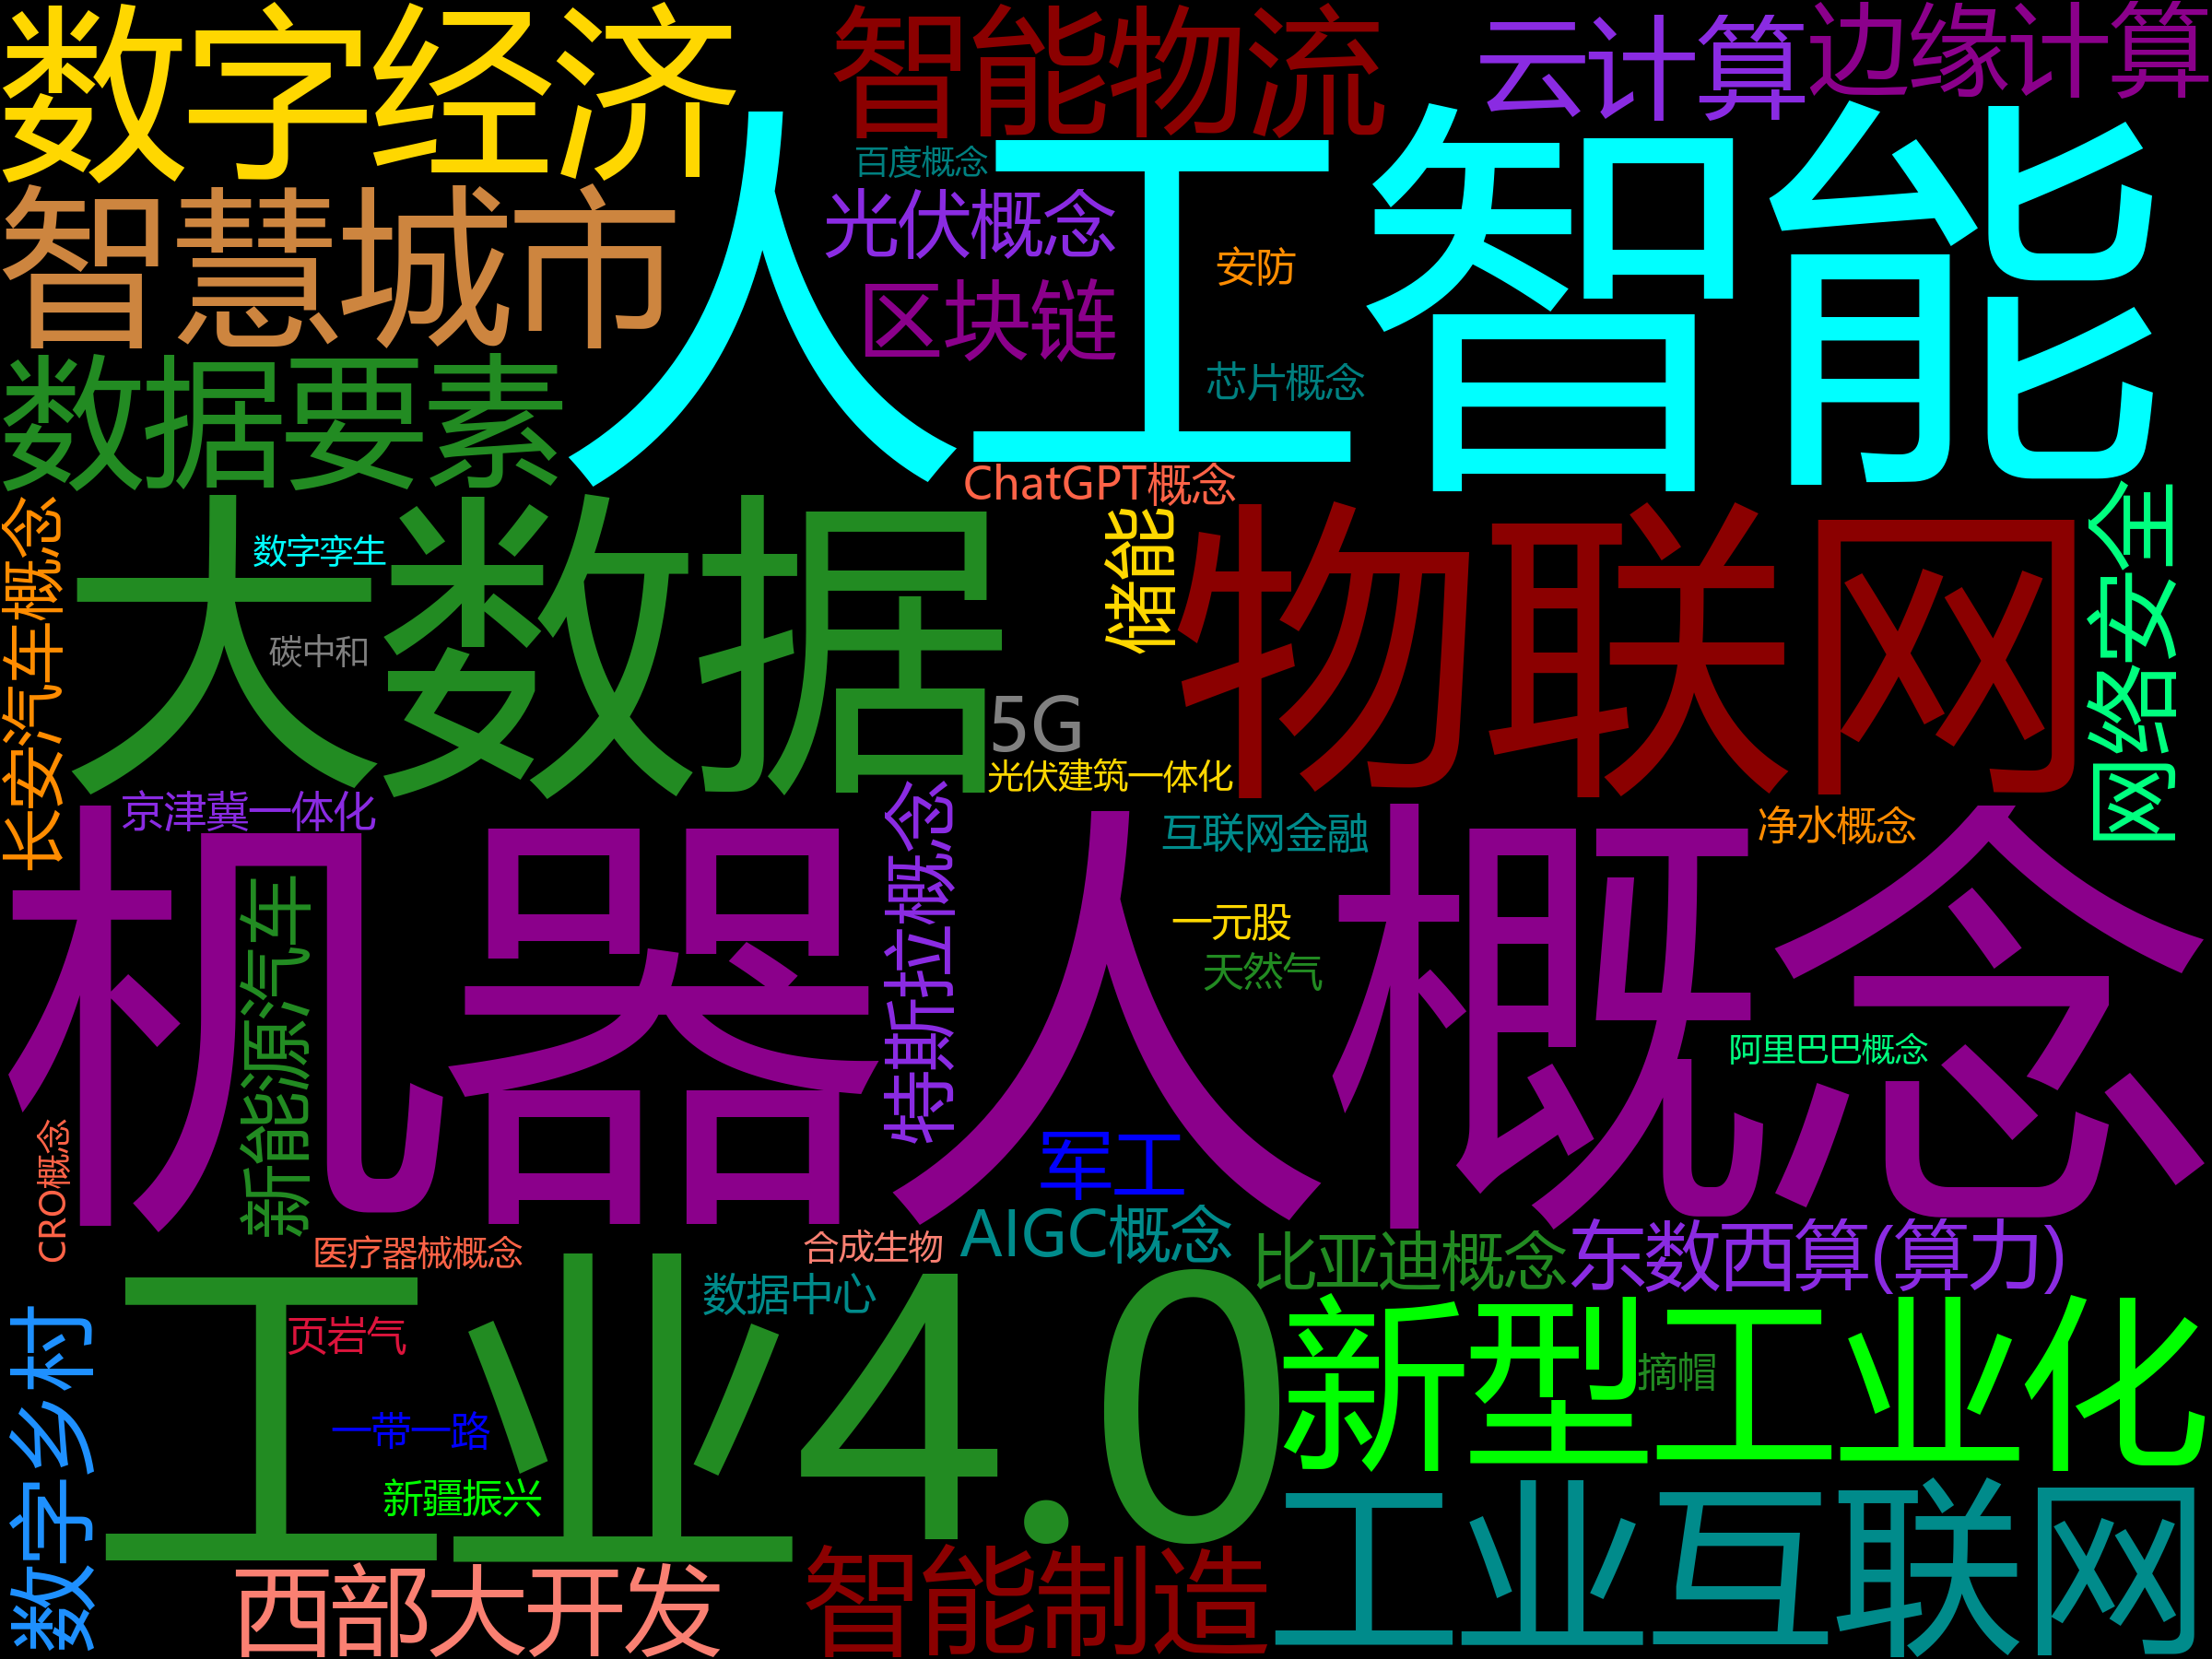 数字经济
智能物流
云计算
边缘计算
人工智能
百度概念
智慧城市
光伏概念
安防
区块链
芯片概念
数据要素
ChatGPT概念
大数据
数字孪生
碳中和
长安汽车概念
储能
物联网
网络安全
5G
光伏建筑一体化
京津冀一体化
互联网金融
净水概念
机器人概念
特斯拉概念
新能源汽车
一元股
天然气
阿里巴巴概念
CRO概念
军工
AIGC概念
医疗器械概念
合成生物
比亚迪概念
东数西算(算力)
数据中心
工业4.0
页岩气
新型工业化
摘帽
数字乡村
一带一路
新疆振兴
工业互联网
西部大开发
智能制造